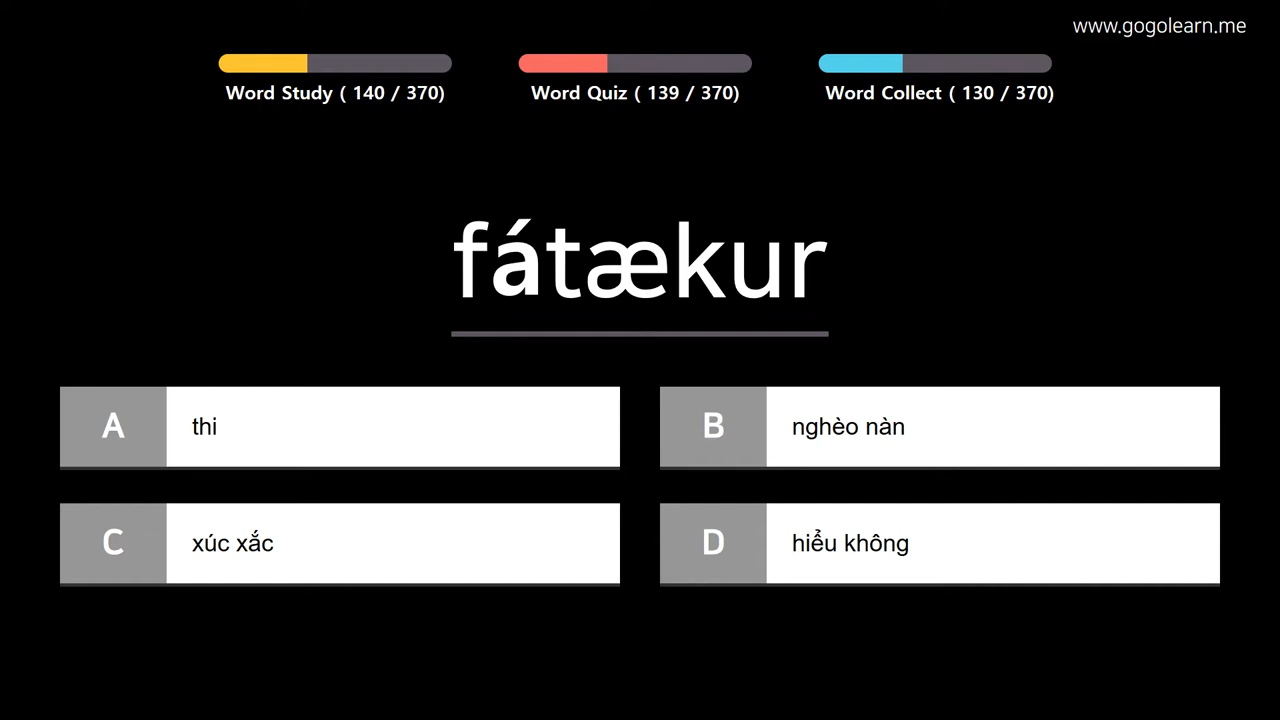 www.gogolearn.me
Word Study ( 140 / 370)
Word Quiz ( 139 / 370)
Word Collect ( 130 / 370)
fátækur
A thi
B nghèo nàn
C xúc xắc
D hiểu không